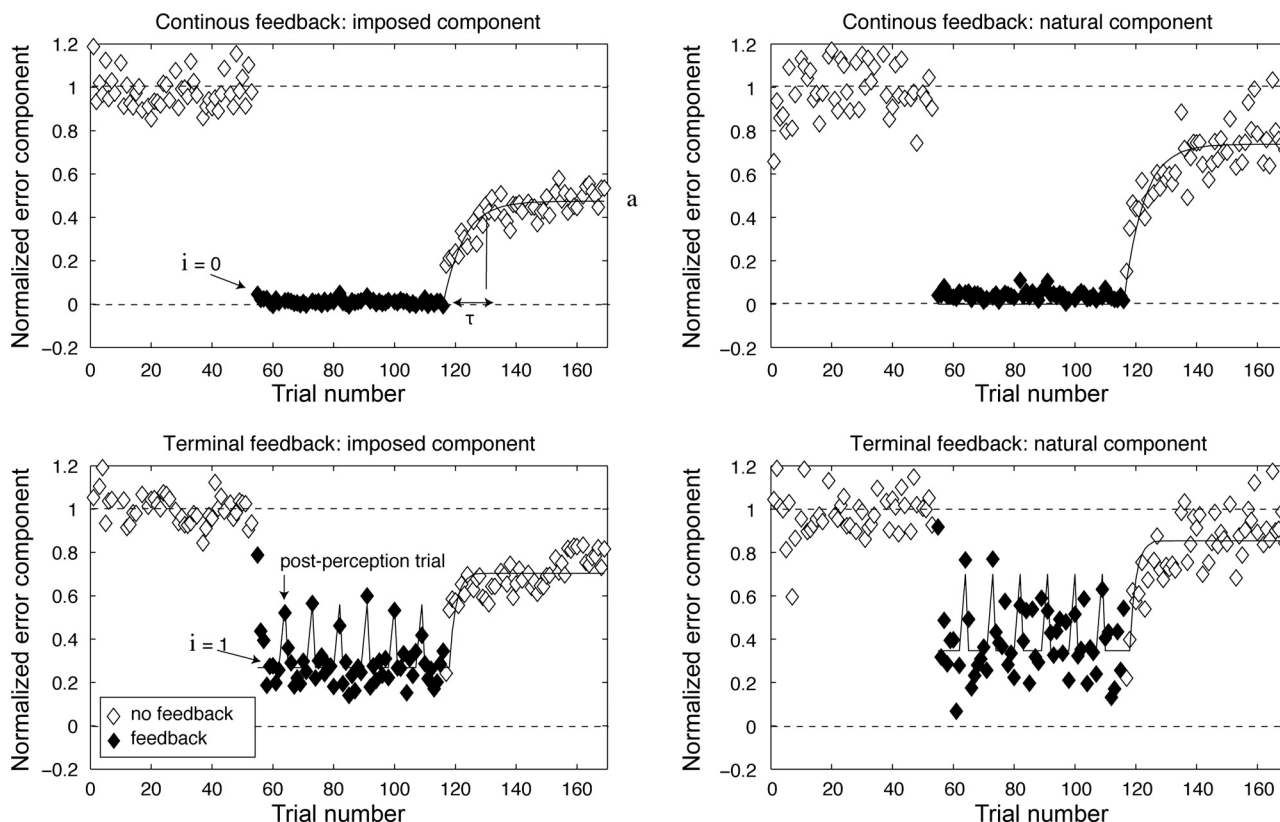 Continous feedback: imposed component
Normalized error component
1.2
1
0.8
0.6
0.4
0.2
0
−0.2
i = 0
τ
a
0 20 40 60 80 100 120 140 160
Trial number
Continous feedback: natural component
Normalized error component
1.2
1
0.8
0.6
0.4
0.2
0
−0.2
0 20 40 60 80 100 120 140 160
Trial number
Terminal feedback: imposed component
Normalized error component
1.2
1
0.8
0.6
0.4
0.2
0
−0.2
post-perception trial
i = 1
no feedback
feedback
0 20 40 60 80 100 120 140 160
Trial number
Terminal feedback: natural component
Normalized error component
1.2
1
0.8
0.6
0.4
0.2
0
−0.2
0 20 40 60 80 100 120 140 160
Trial number